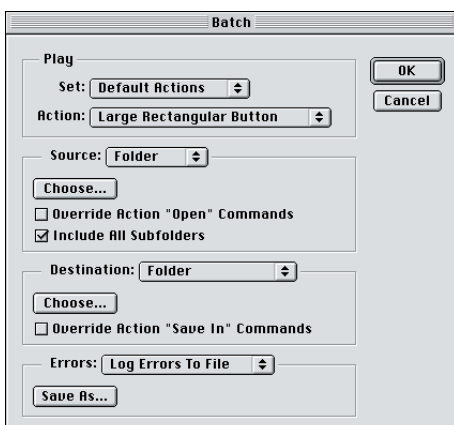 Batch
Play
Set: Default Actions
Action: Large Rectangular Button
OK
Cancel
Source: Folder
Choose...
Override Action "Open" Commands
Include All Subfolders
Destination: Folder
Choose...
Override Action "Save In" Commands
Errors: Log Errors To File
Save As...